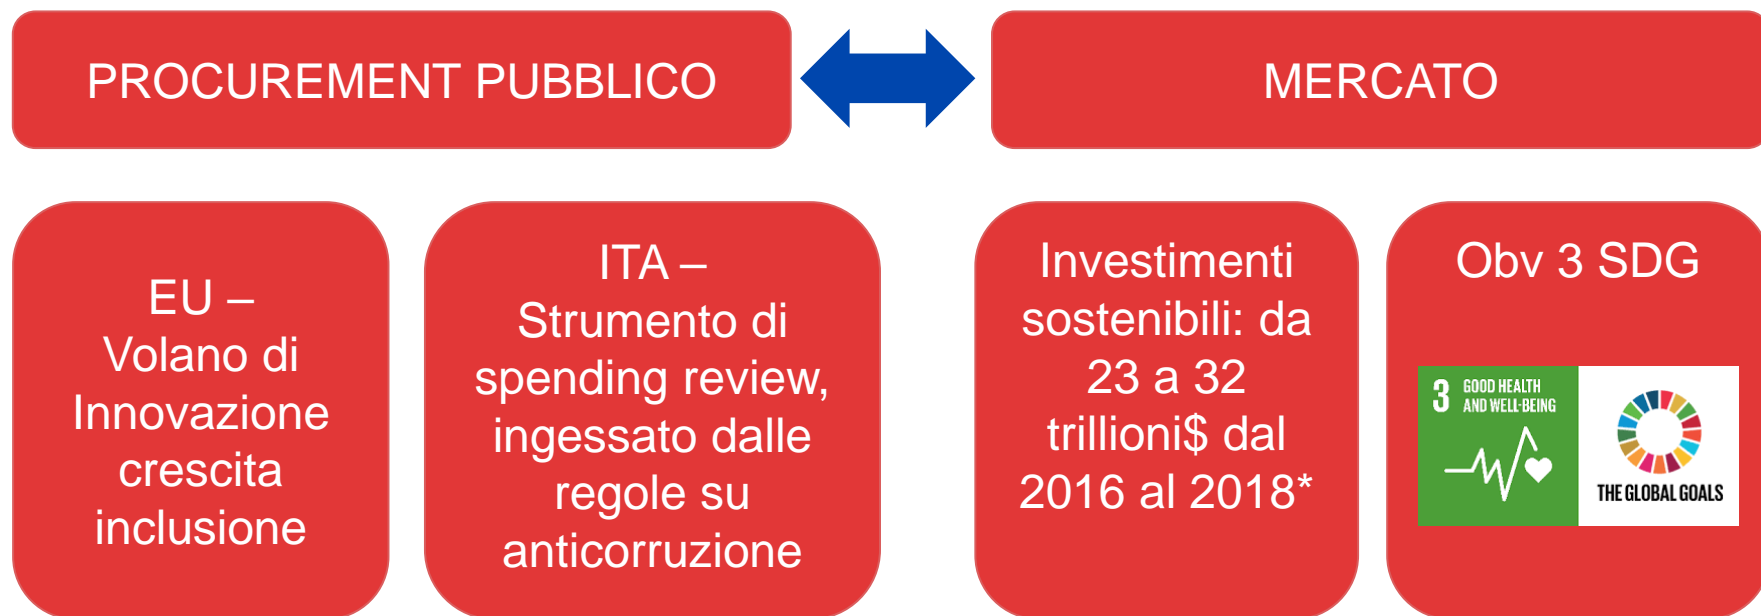 PROCUREMENT PUBBLICO
MERCATO
EU –
Volano di
Innovazione
crescita
inclusione
ITA –
Strumento di
spending review,
ingessato dalle
regole su
anticorruzione
Investimenti
sostenibili: da
23 a 32
trillioni$ dal
2016 al 2018*
Obv 3 SDG
3 GOOD HEALTH
AND WELL-BEING
THE GLOBAL GOALS